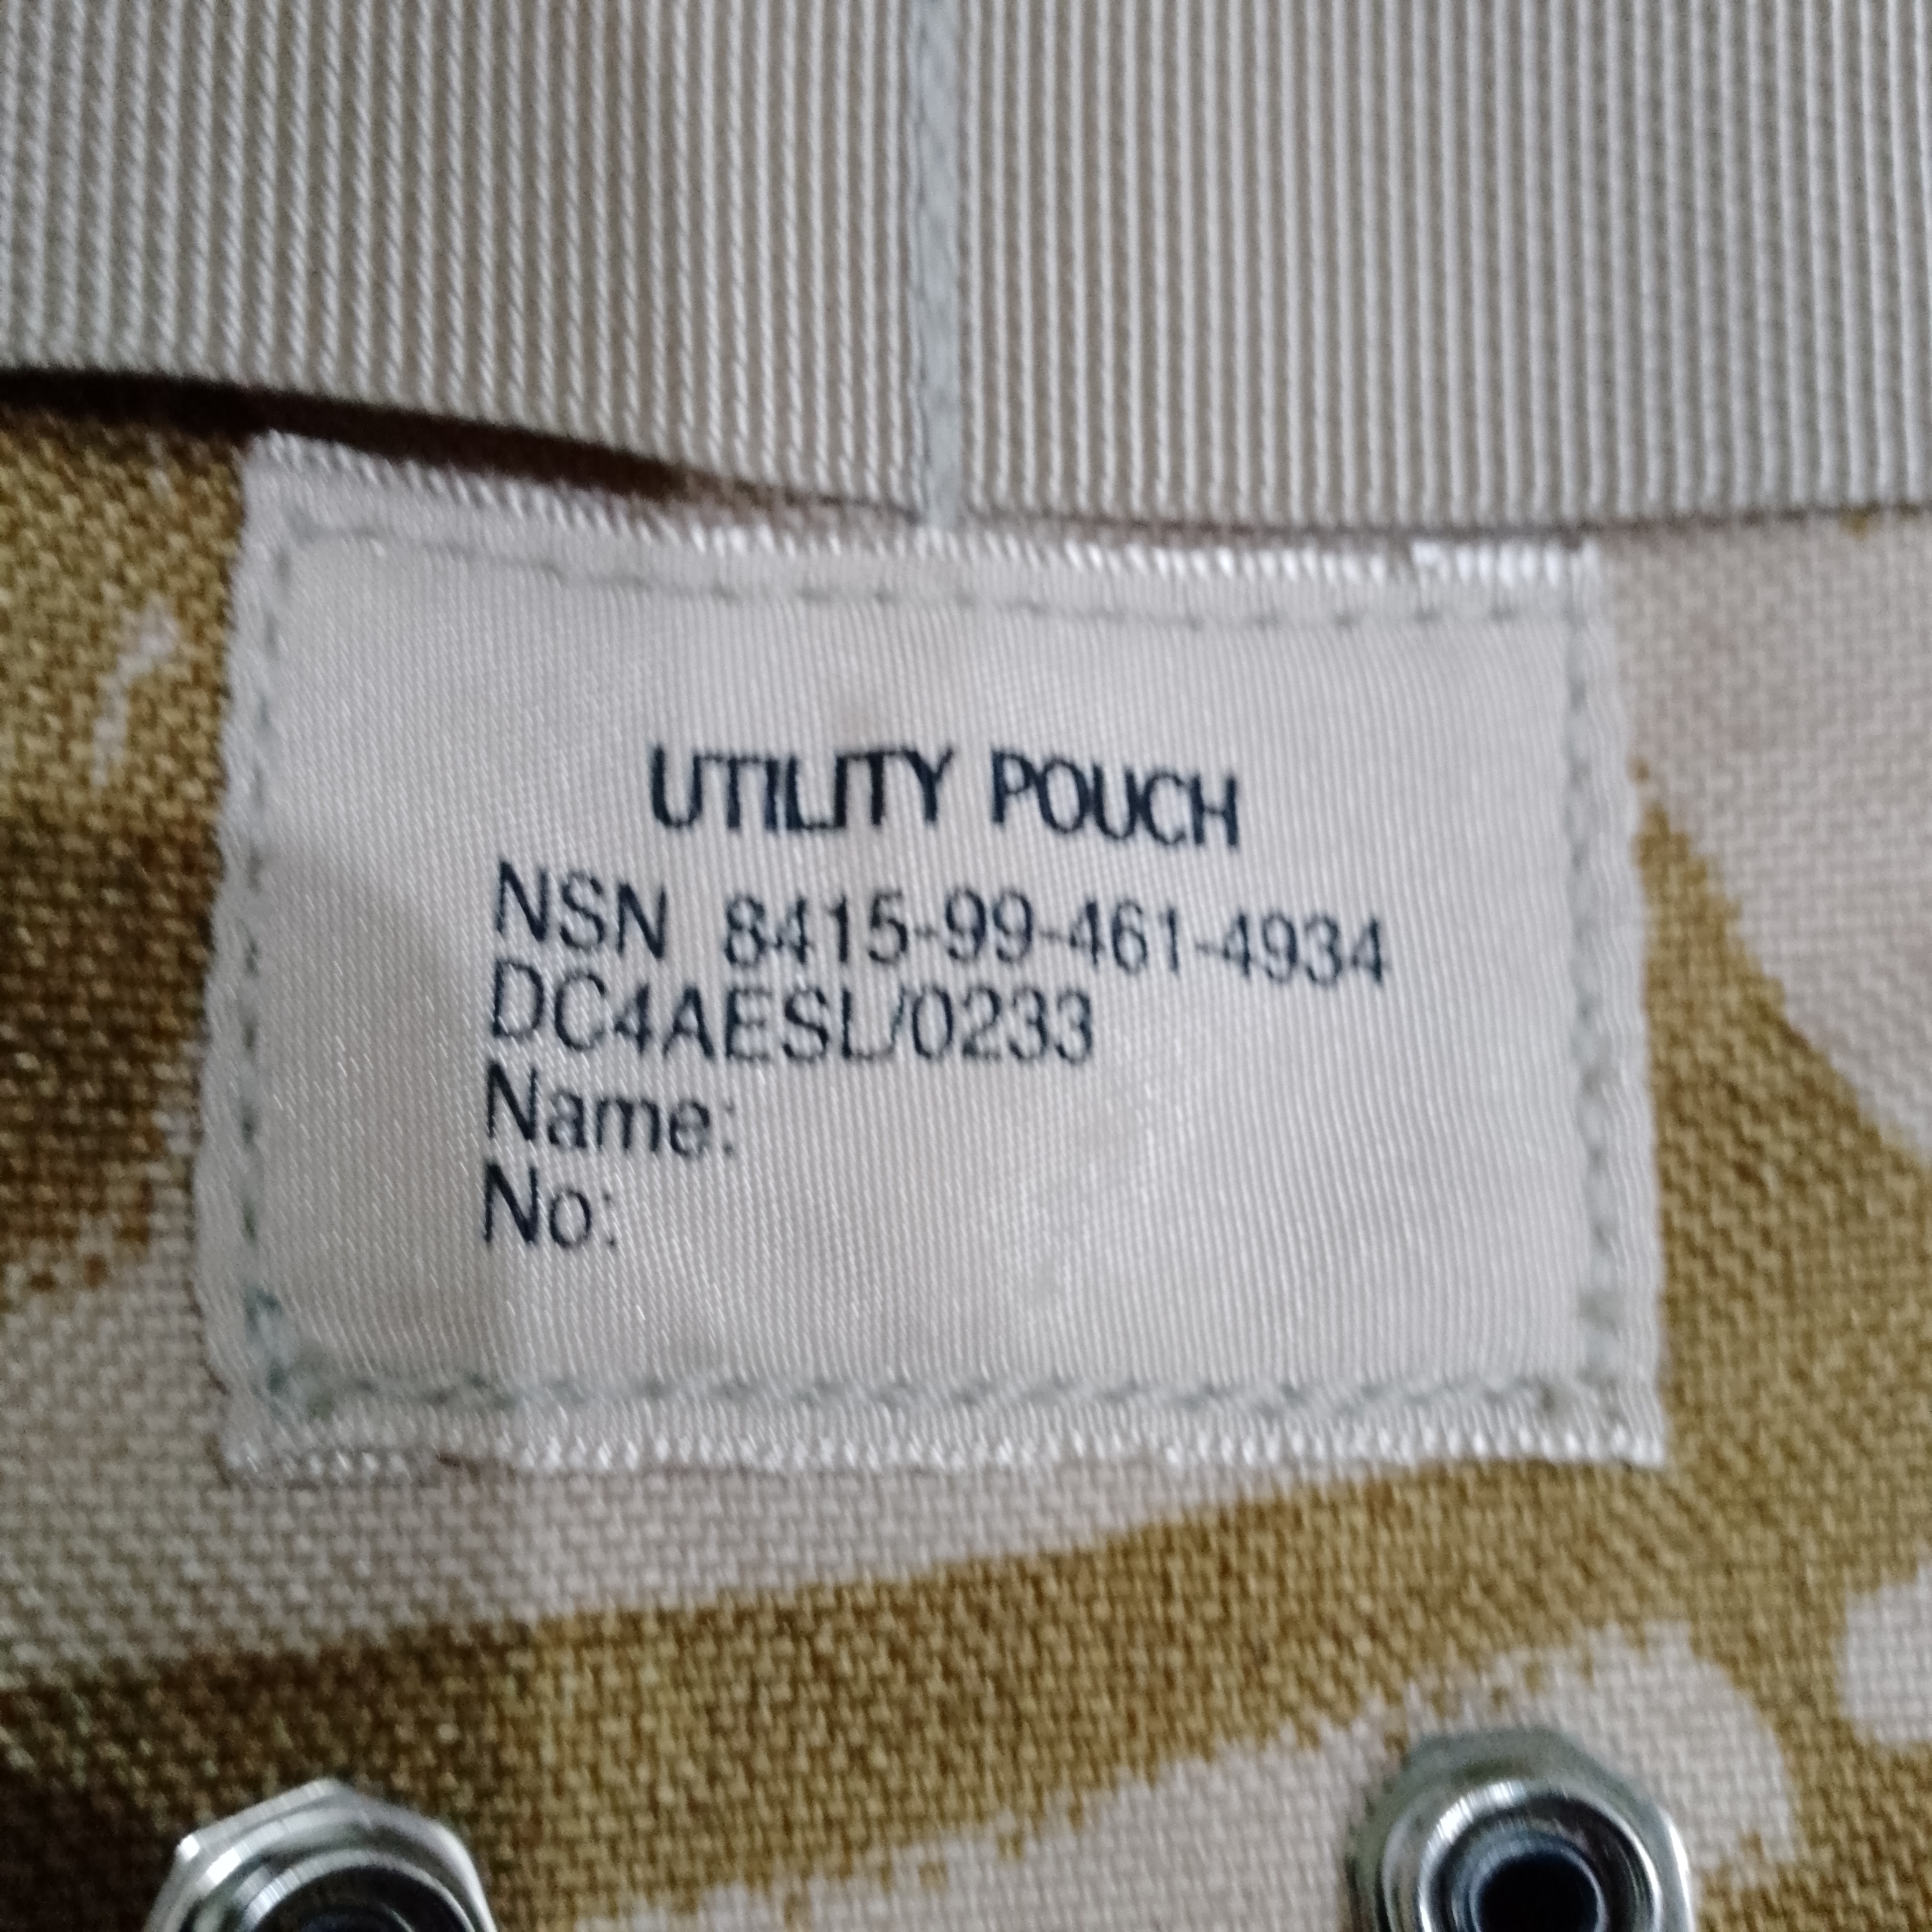 UTILITY POUCH
NSN 8415-99-461-4934
DC4AESL/0233
Name:
No: